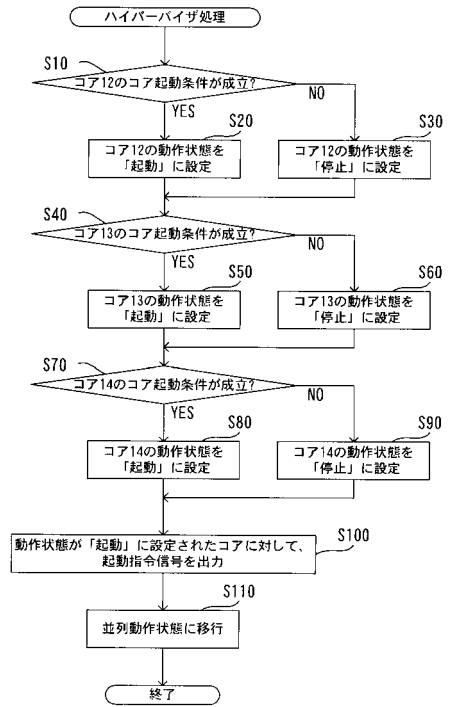 ハイパーバイザ処理
S10
コア12のコア起動条件が成立?
NO
YES
S20
コア12の動作状態を
「起動」に設定
S30
コア12の動作状態を
「停止」に設定
S40
コア13のコア起動条件が成立?
NO
YES
S50
コア13の動作状態を
「起動」に設定
S60
コア13の動作状態を
「停止」に設定
S70
コア14のコア起動条件が成立?
NO
YES
S80
コア14の動作状態を
「起動」に設定
S90
コア14の動作状態を
「停止」に設定
S100
動作状態が「起動」に設定されたコアに対して、
起動指令信号を出力
S110
並列動作状態に移行
終了